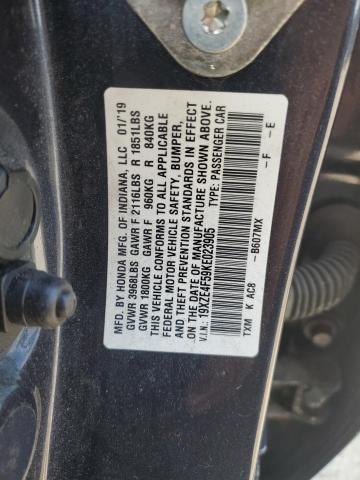 MFD. BY HONDA MFG. OF INDIANA, LLC 01/'19
GVWR 3968LBS GAWR F 2116LBS R 1851LBS
GVWR 1800KG GAWR F 960KG R 840KG
THIS VEHICLE CONFORMS TO ALL APPLICABLE
FEDERAL MOTOR VEHICLE SAFETY, BUMPER,
AND THEFT PREVENTION STANDARDS IN EFFECT
ON THE DATE OF MANUFACTURE SHOWN ABOVE.
V.I.N.: 19XZE4F59KE023905 TYPE: PASSENGER CAR
TXM K AC8 -B607MX -F -E